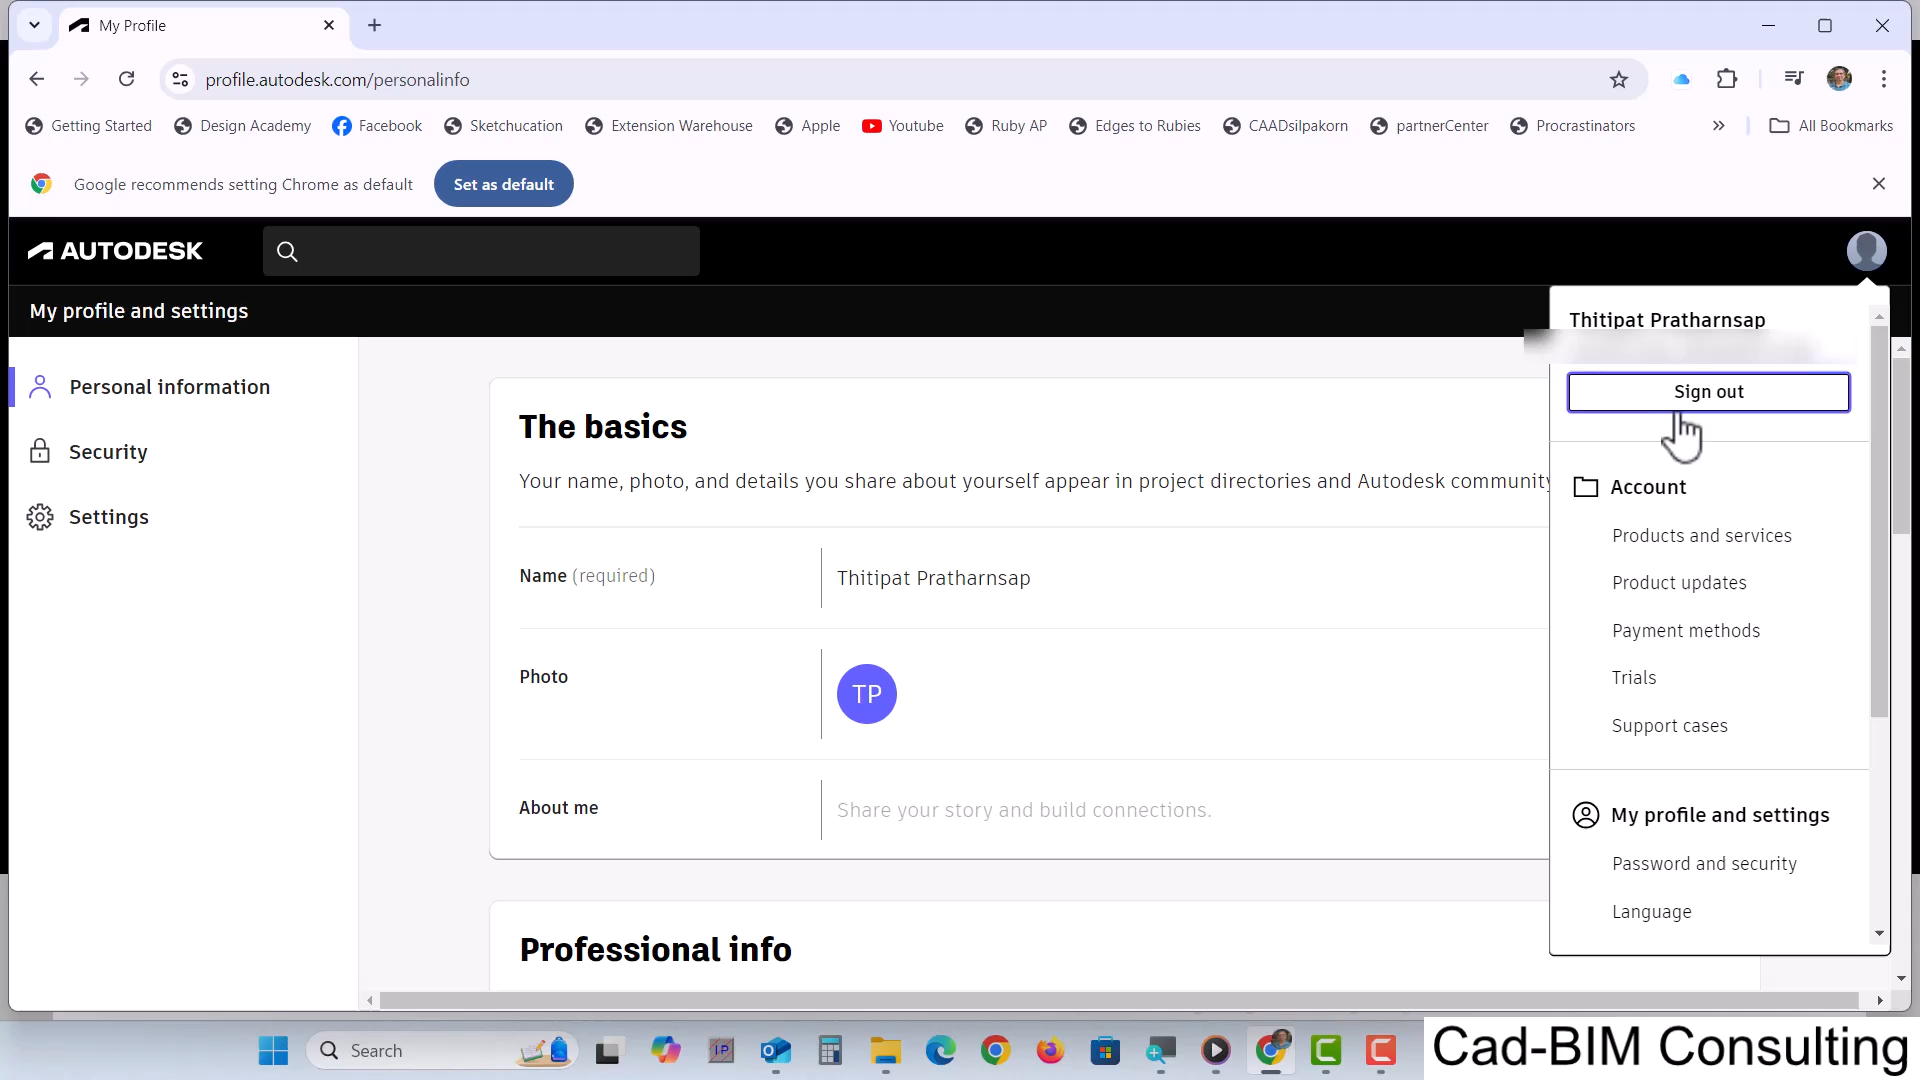 My Profile
profile.autodesk.com/personalinfo
Getting Started
Design Academy
Facebook
Sketchucation
Extension Warehouse
Apple
Youtube
Ruby AP
Edges to Rubies
CAADsilpakorn
partnerCenter
Procrastinators
All Bookmarks
Google recommends setting Chrome as default
Set as default
AUTODESK
My profile and settings
Thitipat Pratharnsap
Sign out
Account
Products and services
Product updates
Payment methods
Trials
Support cases
My profile and settings
Password and security
Language
Personal information
Security
Settings
The basics
Your name, photo, and details you share about yourself appear in project directories and Autodesk community
Name (required)
Thitipat Pratharnsap
Photo
TP
About me
Share your story and build connections.
Professional info
Search
IP
Cad-BIM Consulting